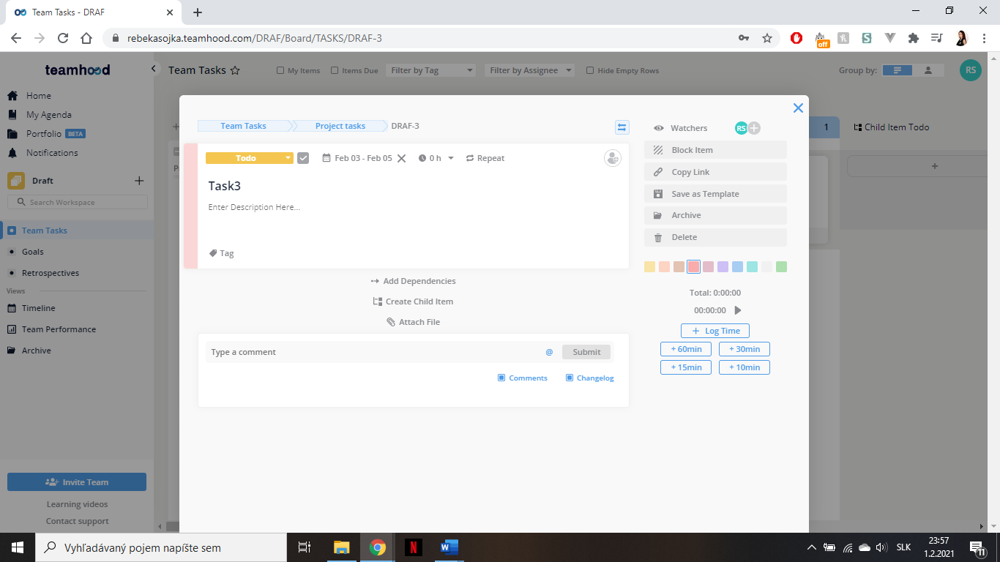 Team Tasks - DRAF
rebekasojka.teamhood.com/DRAF/Board/TASKS/DRAF-3
off
teamhood
Home
My Agenda
Portfolio BETA
Notifications
Draft
Search Workspace
Team Tasks
Goals
Retrospectives
Views
Timeline
Team Performance
Archive
Invite Team
Learning videos
Contact support
Team Tasks
My Items
Items Due
Filter by Tag
Filter by Assignee
Hide Empty Rows
Group by:
RS
1
Child Item Todo
Team Tasks
Project tasks
DRAF-3
Todo
Feb 03 - Feb 05
0 h
Repeat
Task3
Enter Description Here...
Tag
Add Dependencies
Create Child Item
Attach File
Type a comment
@
Submit
Comments
Changelog
Watchers
RS
Block Item
Copy Link
Save as Template
Archive
Delete
Total: 0:00:00
00:00:00
+ Log Time
+ 60min
+ 30min
+ 15min
+ 10min
Vyhľadávaný pojem napíšte sem
SLK
23:57
1.2.2021
11